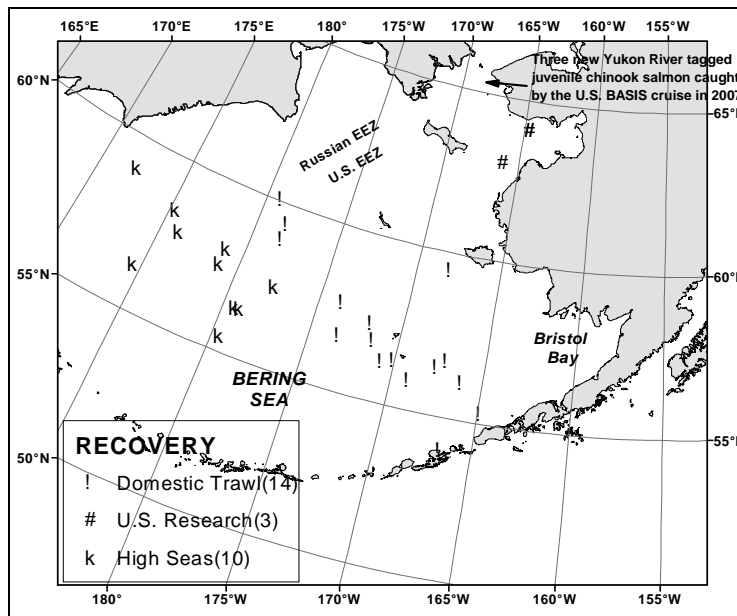 165°E 170°E 175°E 180° 175°W 170°W 165°W 160°W 155°W
60°N
Three new Yukon River tagged
juvenile chinook salmon caught
by the U.S. BASIS cruise in 2007
65°N
#
#
Russian EEZ
U.S. EEZ
k
k
!
k
!
k
!
k
k
!
55°N
60°N
k
!
k
k
!
!
Bristol
Bay
k
!
!
!
!
!
!
BERING
SEA
!
!
!
55°N
!
50°N
RECOVERY
! Domestic Trawl(14)
# U.S. Research(3)
k High Seas(10)
180° 175°W 170°W 165°W 160°W 155°W